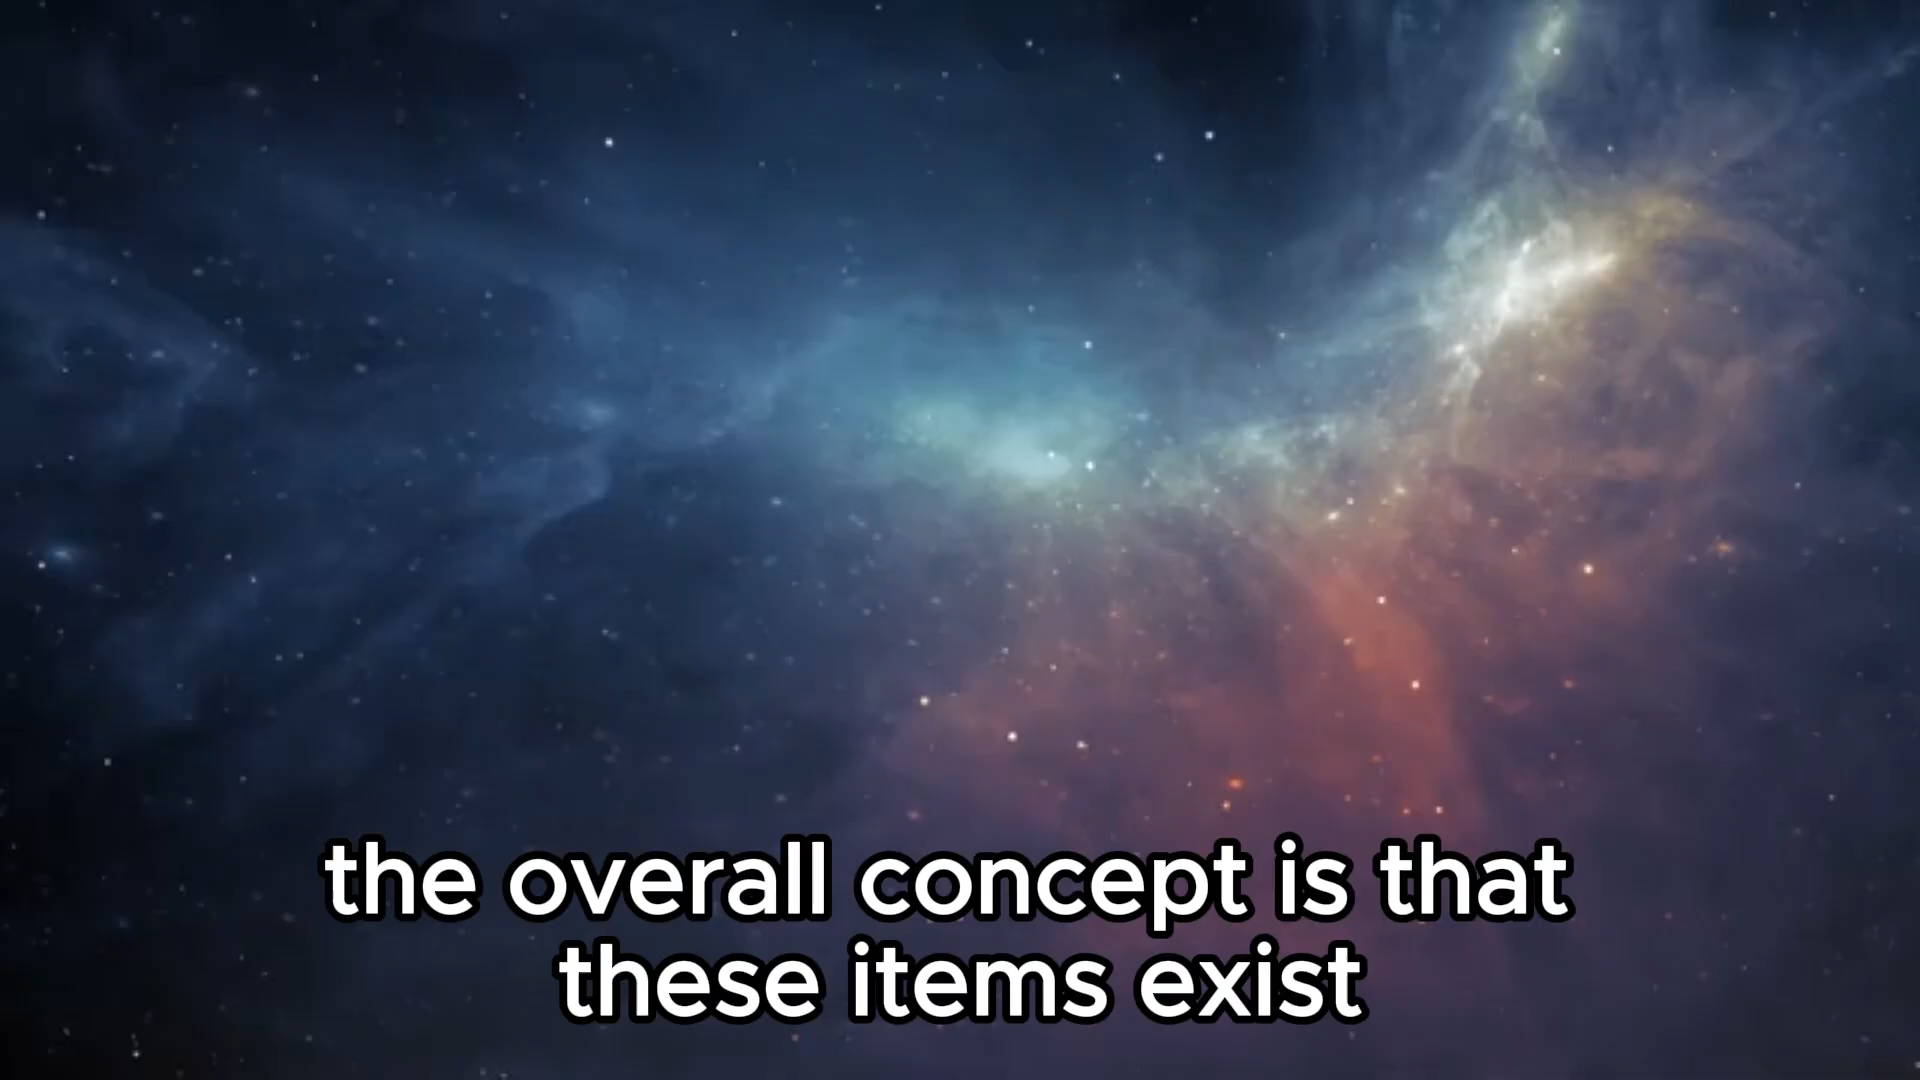 the overall concept is that
these items exist